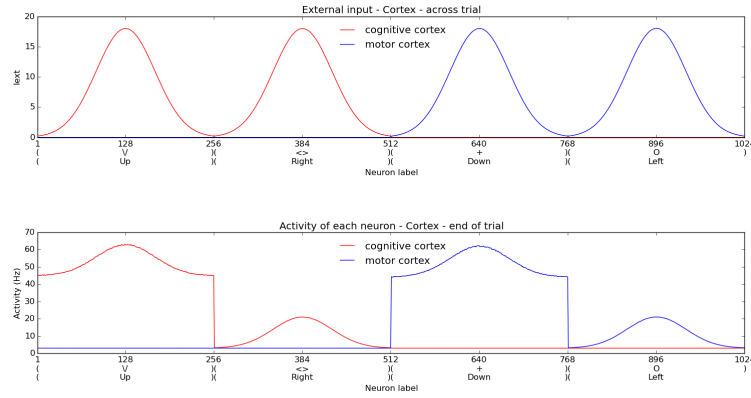 External input - Cortex - across trial
20
15
10
5
0
Iext
cognitive cortex
motor cortex
1 128 256 384 512 640 768 896 1024
( \/ )( <> )( + )( O )
( Up )( Right )( Down )( Left )
Neuron label
Activity of each neuron - Cortex - end of trial
70
60
50
40
30
20
10
0
Activity (Hz)
cognitive cortex
motor cortex
1 128 256 384 512 640 768 896 1024
( \/ )( <> )( + )( O )
( Up )( Right )( Down )( Left )
Neuron label